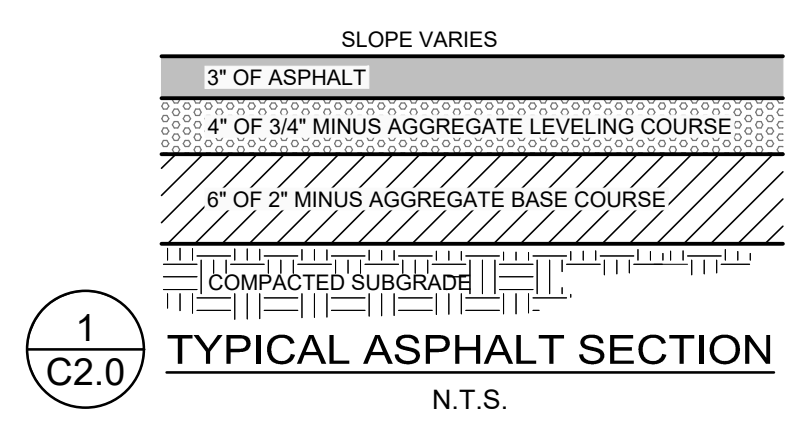 SLOPE VARIES
3" OF ASPHALT
4" OF 3/4" MINUS AGGREGATE LEVELING COURSE
6" OF 2" MINUS AGGREGATE BASE COURSE
COMPACTED SUBGRADE
1
C2.0
TYPICAL ASPHALT SECTION
N.T.S.